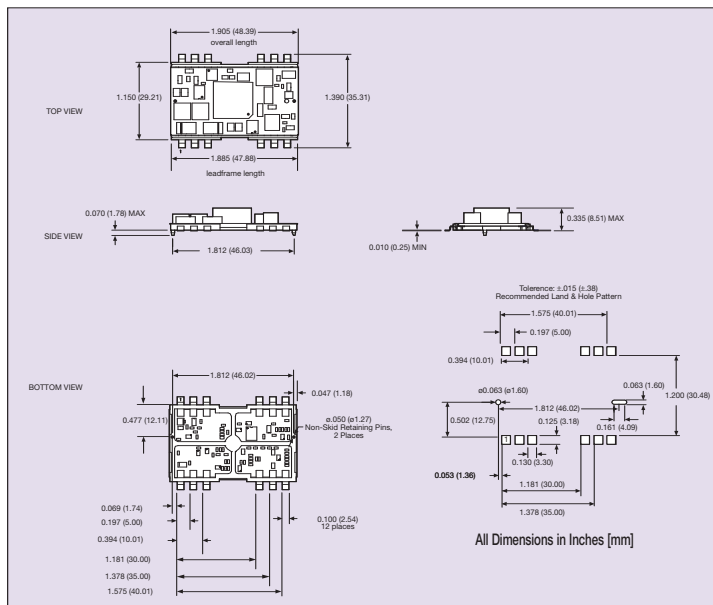 1.905 (48.39)
overall length
1.150 (29.21)
1.390 (35.31)
TOP VIEW
1
1.885 (47.88)
leadframe length
0.070 (1.78) MAX
0.335 (8.51) MAX
SIDE VIEW
0.010 (0.25) MIN
1.812 (46.03)
Tolerence: ±.015 (±.38)
Recommended Land & Hole Pattern
1.575 (40.01)
0.197 (5.00)
0.394 (10.01)
1.812 (46.02)
BOTTOM VIEW
0.047 (1.18)
ø0.063 (ø1.60)
0.063 (1.60)
1.200 (30.48)
1
0.477 (12.11)
ø.050 (ø1.27)
Non-Skid Retaining Pins,
2 Places
1.812 (46.02)
0.502 (12.75)
0.125 (3.18)
0.161 (4.09)
1
0.130 (3.30)
0.053 (1.36)
0.069 (1.74)
0.197 (5.00)
0.100 (2.54)
12 places
1.181 (30.00)
0.394 (10.01)
1.378 (35.00)
1.181 (30.00)
1.378 (35.00)
1.575 (40.01)
All Dimensions in Inches [mm]